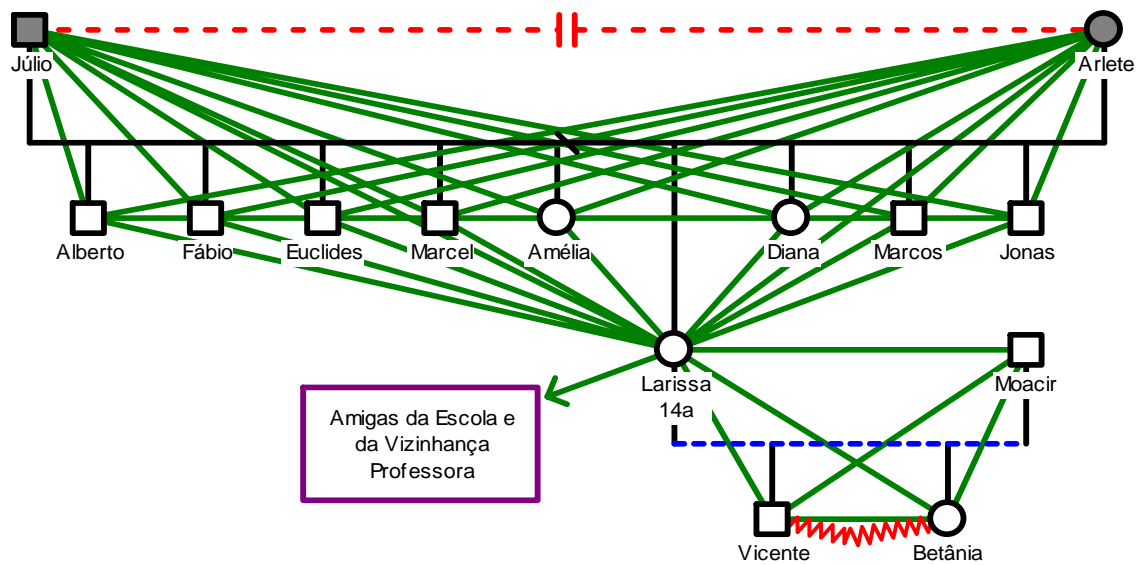 Júlio
Arlete
Alberto
Fábio
Euclides
Marcel
Amélia
Diana
Marcos
Jonas
Larissa
14a
Moacir
Amigas da Escola e
da Vizinhança
Professora
Vicente
Betânia